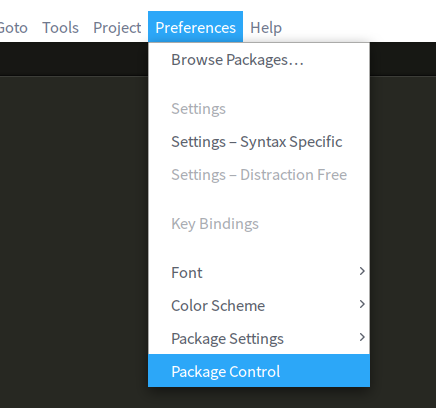 Goto Tools Project Preferences Help
Browse Packages…
Settings
Settings – Syntax Specific
Settings – Distraction Free
Key Bindings
Font
Color Scheme
Package Settings
Package Control